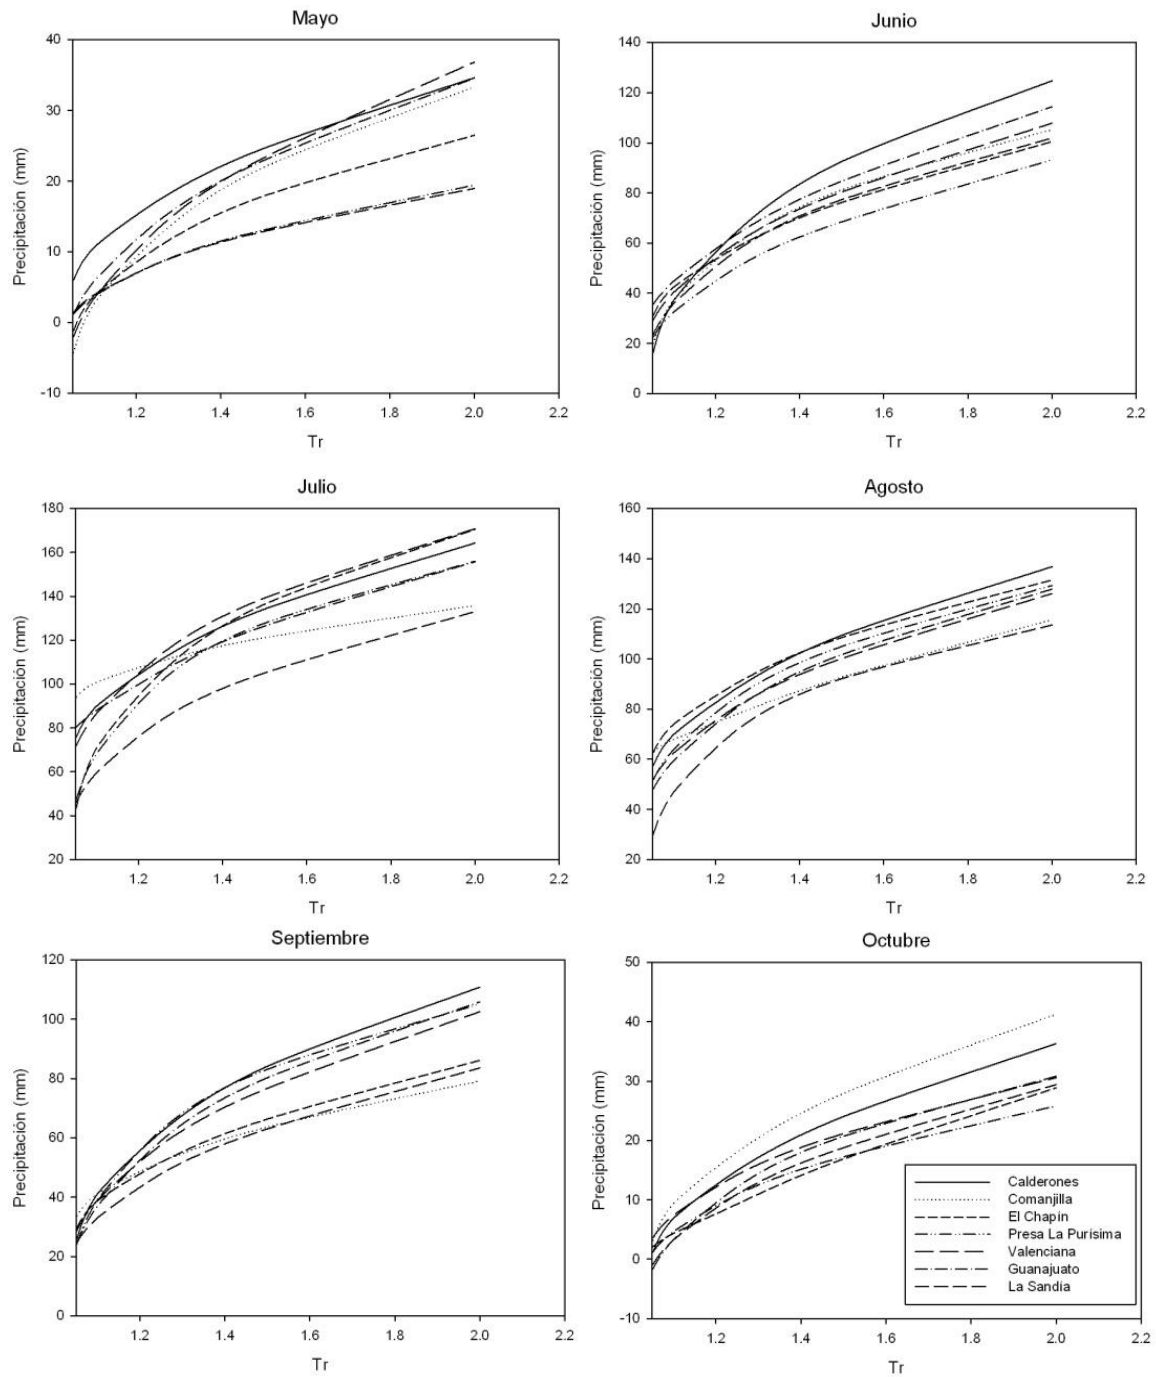 Mayo
Precipitación (mm)
40
30
20
10
0
-10
1.2 1.4 1.6 1.8 2.0 2.2
Tr
Junio
Precipitación (mm)
140
120
100
80
60
40
20
0
1.2 1.4 1.6 1.8 2.0 2.2
Tr
Julio
Precipitación (mm)
180
160
140
120
100
80
60
40
20
1.2 1.4 1.6 1.8 2.0 2.2
Tr
Agosto
Precipitación (mm)
160
140
120
100
80
60
40
20
1.2 1.4 1.6 1.8 2.0 2.2
Tr
Septiembre
Precipitación (mm)
120
100
80
60
40
20
0
1.2 1.4 1.6 1.8 2.0 2.2
Tr
Octubre
Precipitación (mm)
50
40
30
20
10
0
-10
1.2 1.4 1.6 1.8 2.0 2.2
Tr
Calderones
Comanjilla
El Chapin
Presa La Purísima
Valenciana
Guanajuato
La Sandia